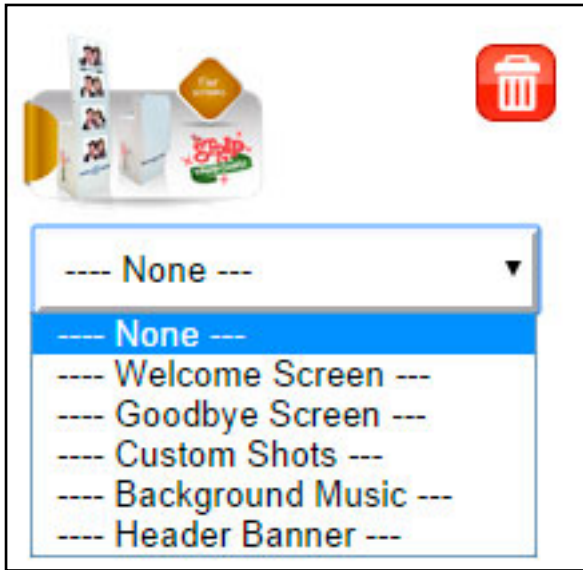 ---- None ---
---- None ---
---- Welcome Screen ---
---- Goodbye Screen ---
---- Custom Shots ---
---- Background Music ---
---- Header Banner ---